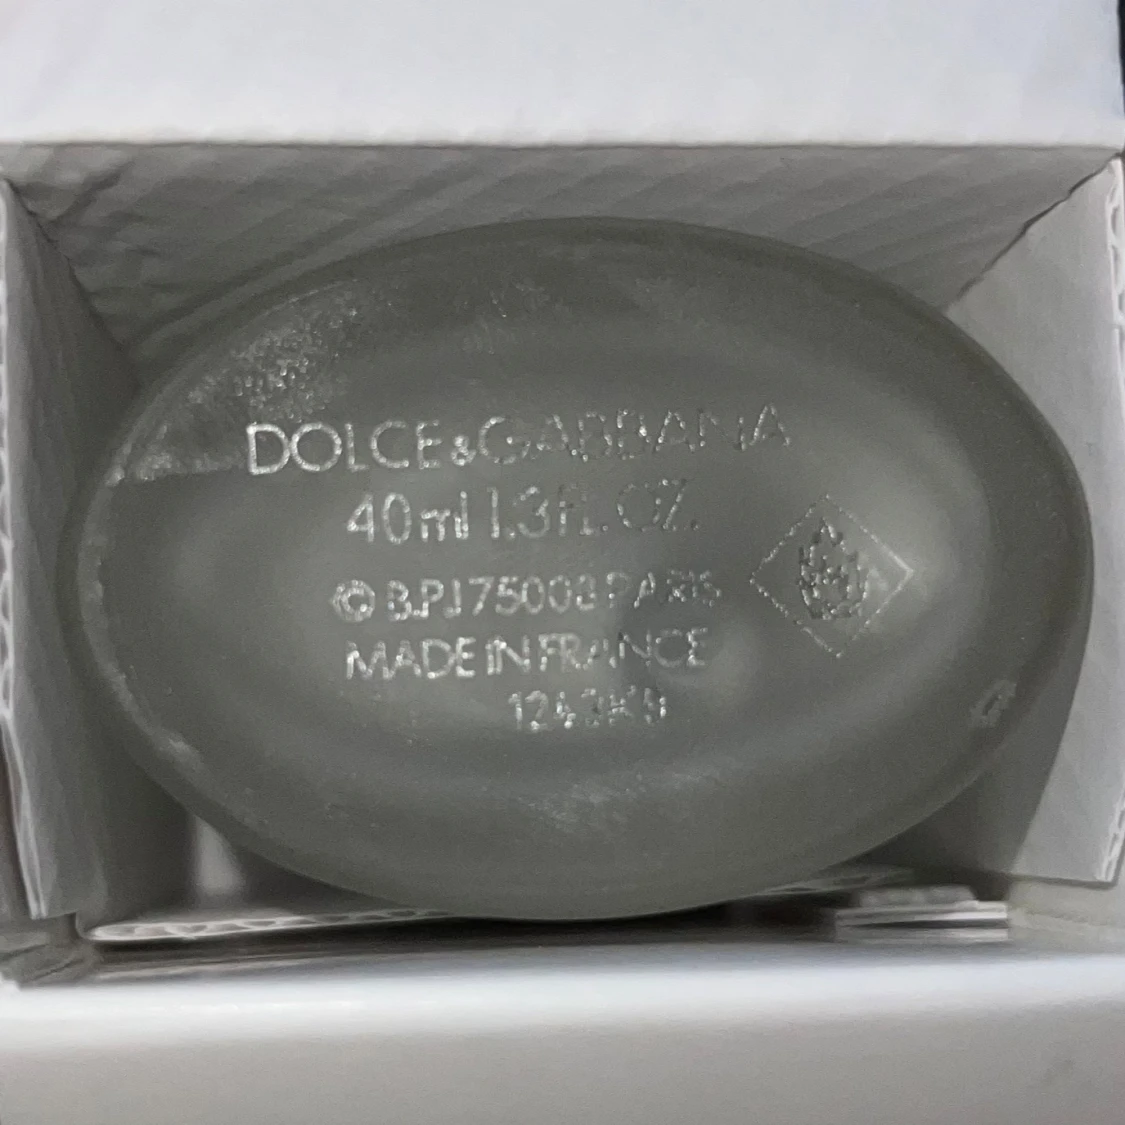 DOLCE&GABBANA
40ml 1.3FL.OZ.
© B.P.J 75008 PARIS
MADE IN FRANCE